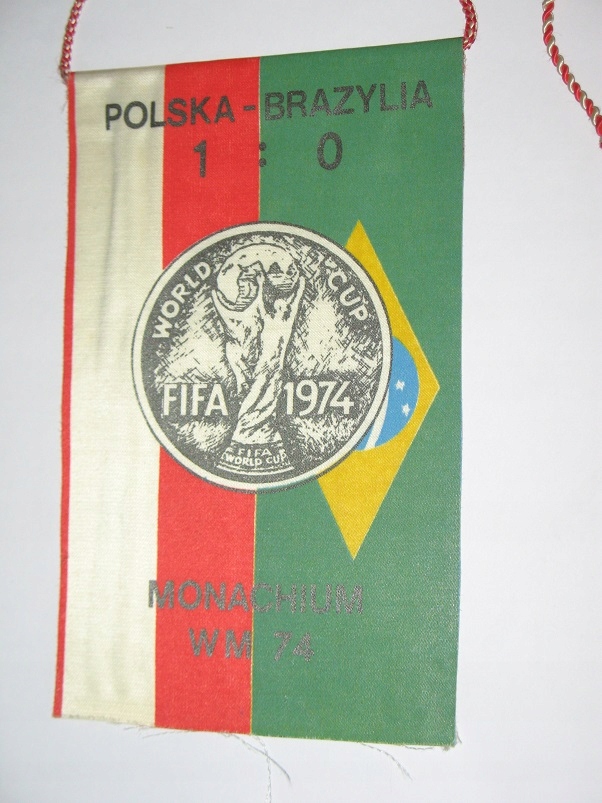 POLSKA - BRAZYLIA
1 : 0
WORLD CUP
FIFA 1974
FIFA
WORLD CUP
MONACHIUM
WM 74